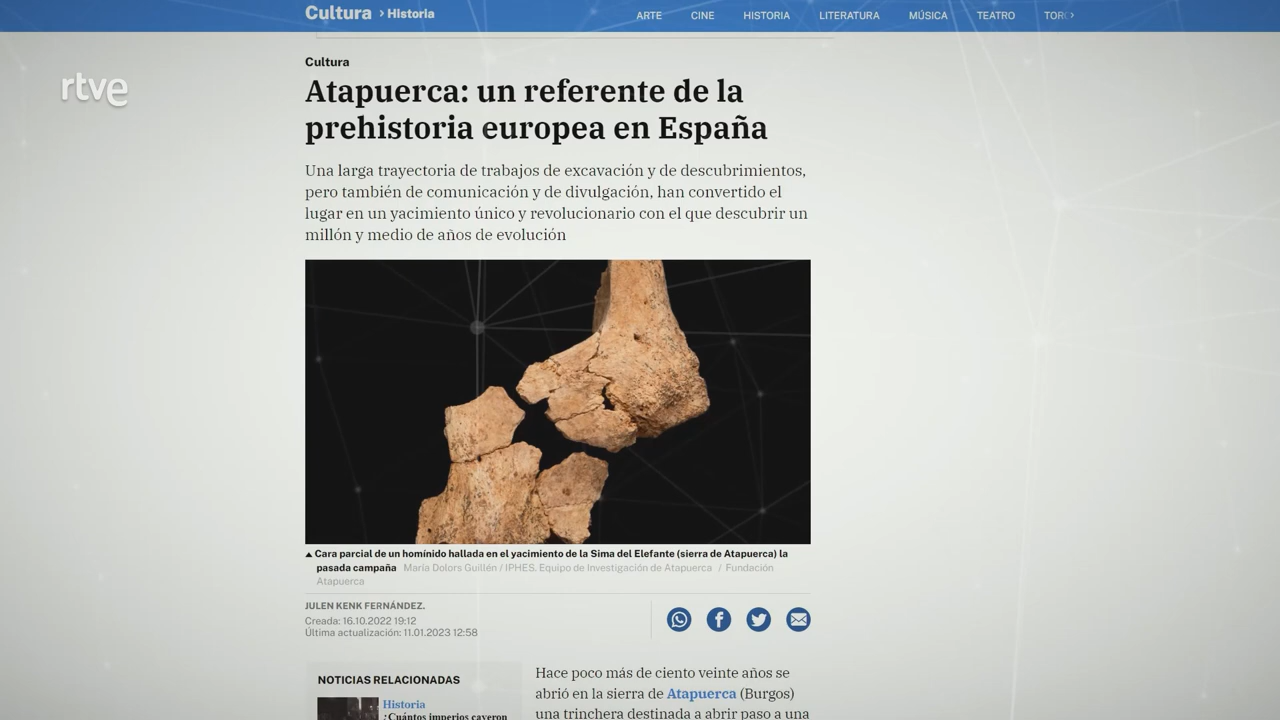 Cultura › Historia
ARTE CINE HISTORIA LITERATURA MÚSICA TEATRO
rtve
Cultura
Atapuerca: un referente de la
prehistoria europea en España
Una larga trayectoria de trabajos de excavación y de descubrimientos,
pero también de comunicación y de divulgación, han convertido el
lugar en un yacimiento único y revolucionario con el que descubrir un
millón y medio de años de evolución
Cara parcial de un homínido hallada en el yacimiento de la Sima del Elefante (sierra de Atapuerca) la
pasada campaña María Dolors Guillén / IPHES. Equipo de Investigación de Atapuerca / Fundación
Atapuerca
JULEN KENK FERNÁNDEZ.
Creada: 16.10.2022 19:12
Última actualización: 11.01.2023 12:58
NOTICIAS RELACIONADAS
Historia
¿Cuántos imperios cayeron
Hace poco más de ciento veinte años se
abrió en la sierra de Atapuerca (Burgos)
una trinchera destinada a abrir paso a una